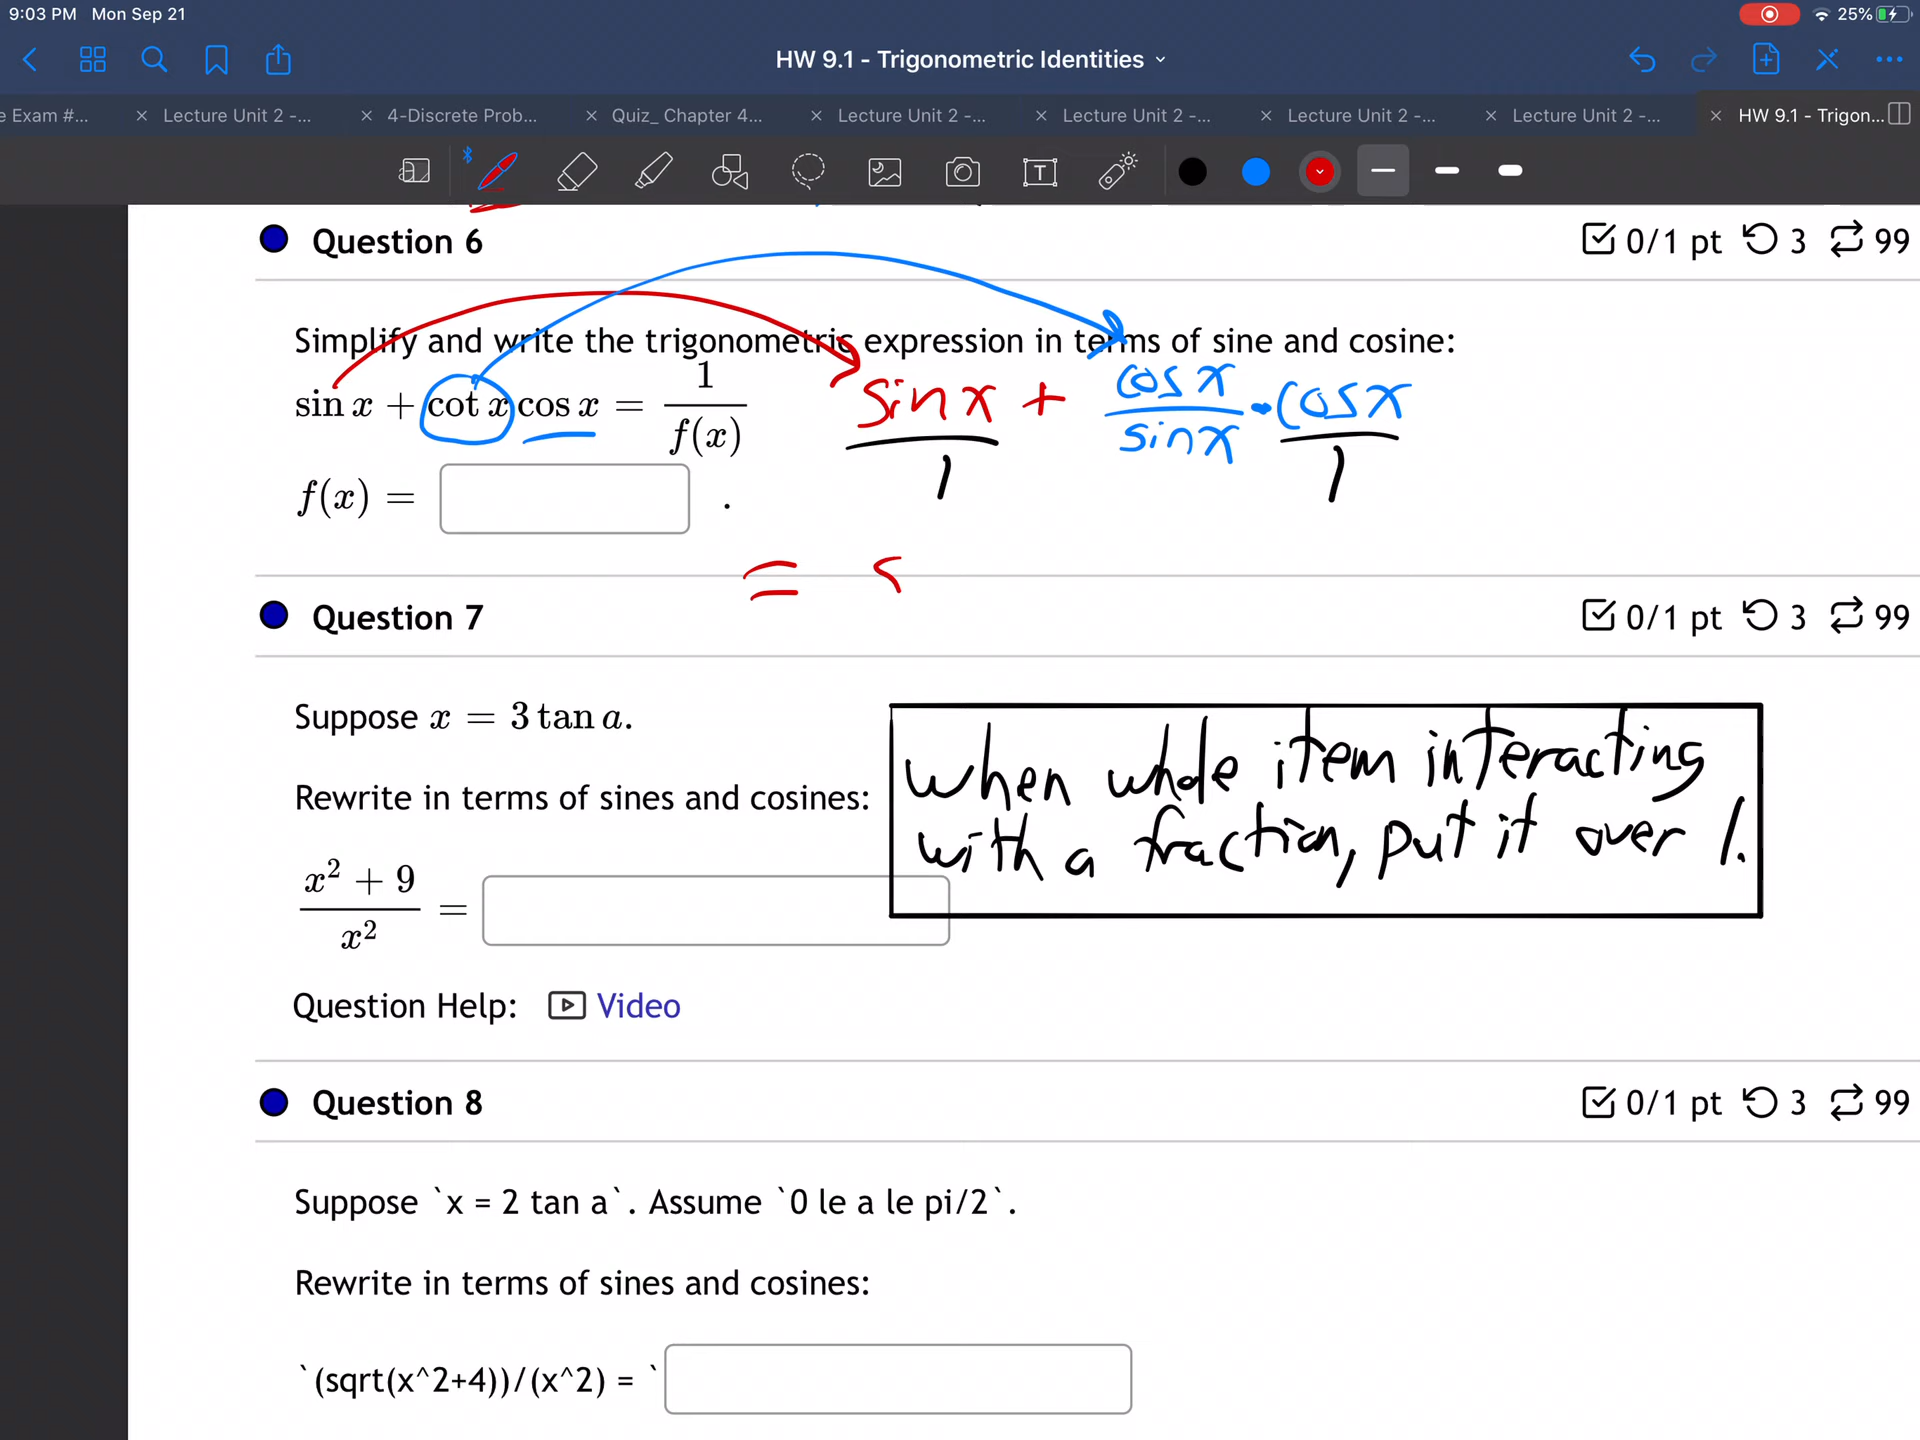 9:03 PM Mon Sep 21
25%
HW 9.1 - Trigonometric Identities
e Exam #...
Lecture Unit 2 -...
4-Discrete Prob...
Quiz_ Chapter 4...
Lecture Unit 2 -...
Lecture Unit 2 -...
Lecture Unit 2 -...
Lecture Unit 2 -...
HW 9.1 - Trigon...
T
Question 6
0/1 pt 3 99
Simplify and write the trigonometric expression in terms of sine and cosine:
sin x + cot x cos x = 1/f(x)
sin x/1 + cos x/sin x · cos x/1
f(x) = .
=
Question 7
0/1 pt 3 99
Suppose x = 3 tan a.
Rewrite in terms of sines and cosines:
When whole item interacting
with a fraction, put it over 1.
(x² + 9)/x² =
Question Help: Video
Question 8
0/1 pt 3 99
Suppose `x = 2 tan a`. Assume `0 le a le pi/2`.
Rewrite in terms of sines and cosines:
`(sqrt(x^2+4))/(x^2) = `